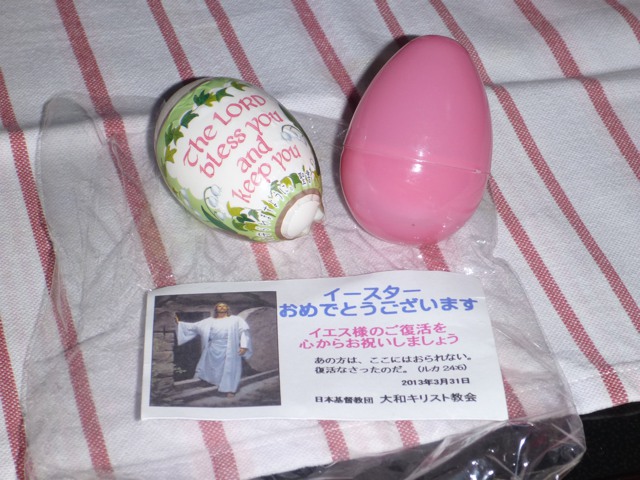 The LORD
bless you
and
keep you
イースター
おめでとうございます
イエス様のご復活を
心からお祝いしましょう
あの方は、ここにはおられない。
復活なさったのだ。 (ルカ 24:6)
2013年3月31日
日本基督教団 大和キリスト教会